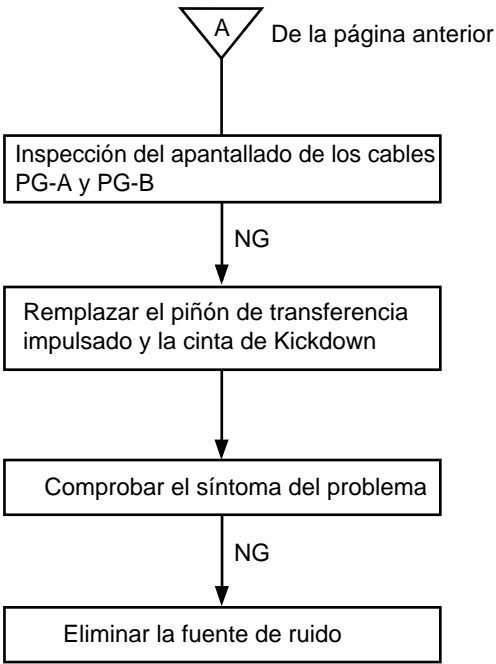 A
De la página anterior
Inspección del apantallado de los cables
PG-A y PG-B
NG
Remplazar el piñón de transferencia
impulsado y la cinta de Kickdown
Comprobar el síntoma del problema
NG
Eliminar la fuente de ruido